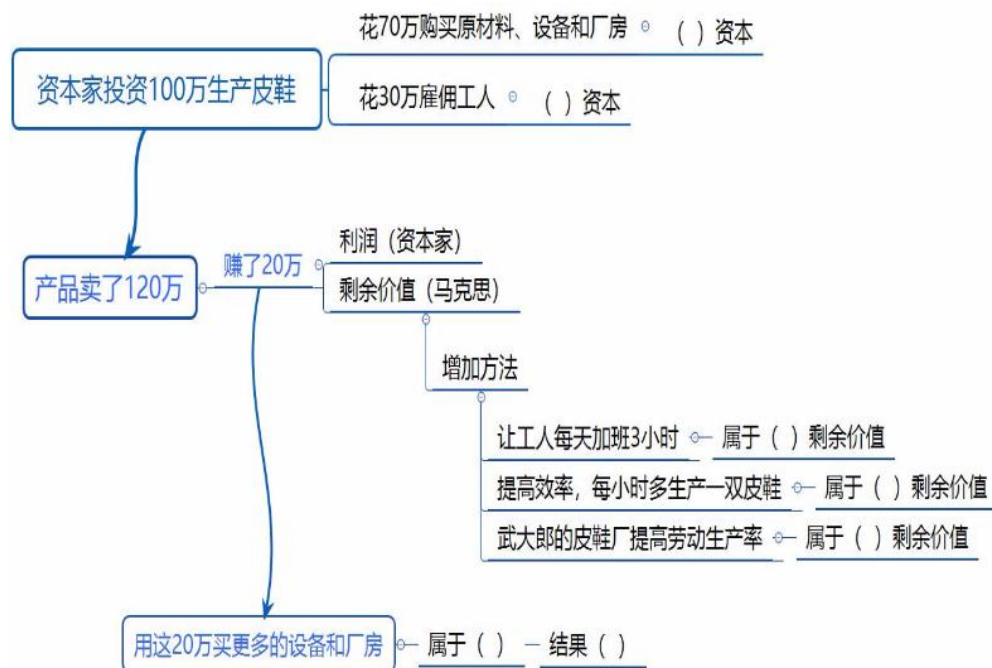 花70万购买原材料、设备和厂房 （ ）资本
资本家投资100万生产皮鞋
花30万雇佣工人 （ ）资本
利润（资本家）
赚了20万
产品卖了120万
剩余价值（马克思）
增加方法
让工人每天加班3小时 属于（ ）剩余价值
提高效率，每小时多生产一双皮鞋 属于（ ）剩余价值
武大郎的皮鞋厂提高劳动生产率 属于（ ）剩余价值
用这20万买更多的设备和厂房 属于（ ） 结果（ ）